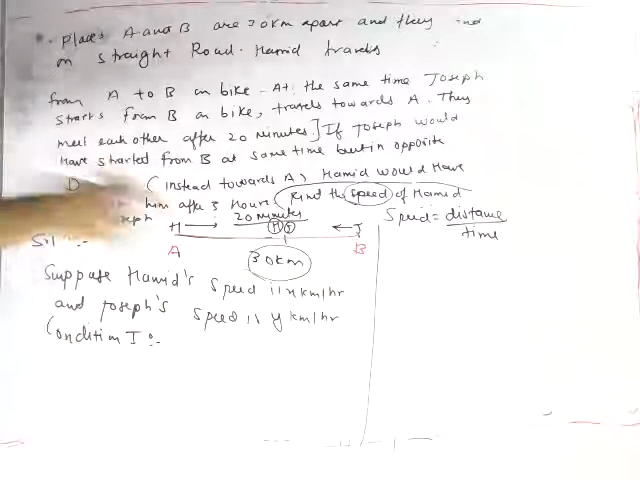 Places A and B are 30 km apart and they
on straight Road. Hamid travels
from A to B on bike. At the same time Joseph
starts from B on bike, travels towards A. They
meet each other after 20 minutes.] If Joseph would
have started from B at same time but in opposite
D (instead towards A) Hamid would have
him after 3 hours (Find the speed of Hamid
seph
20 minutes
Speed = distance
time
H J
H J
A B
Sol :-
30km
Suppose Hamid's speed is x km/hr
and Joseph's speed is y km/hr
Condition I :-